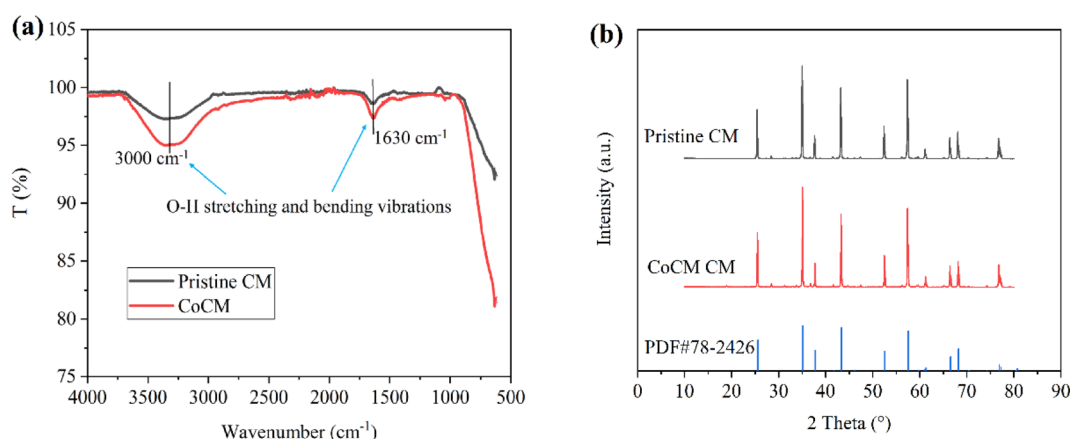 (a)
105
100
95
90
85
80
75
T (%)
3000 cm-1
1630 cm-1
O-II stretching and bending vibrations
Pristine CM
CoCM
4000 3500 3000 2500 2000 1500 1000 500
Wavenumber (cm-1)
(b)
Intensity (a.u.)
Pristine CM
CoCM CM
PDF#78-2426
0 10 20 30 40 50 60 70 80 90
2 Theta (°)